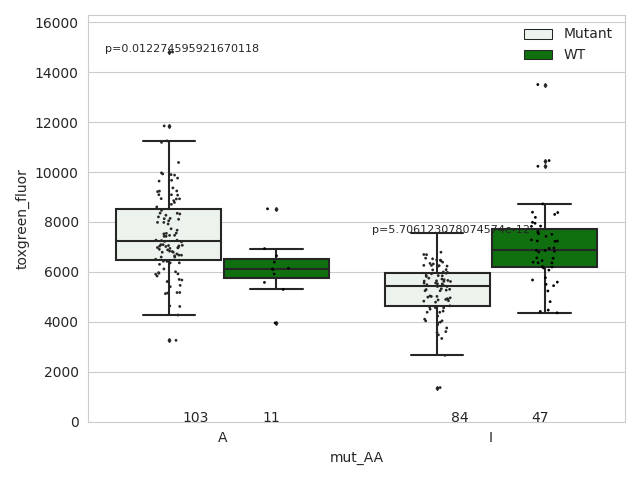 16000
14000
12000
10000
8000
6000
4000
2000
0
toxgreen_fluor
p=0.012274595921670118
p=5.706123078074574e-12
Mutant
WT
103 11 84 47
A I
mut_AA